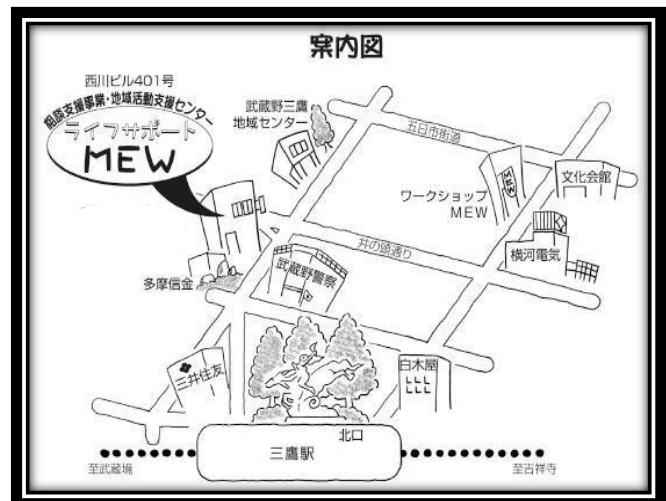 案内図
西川ビル401号
相談支援事業・地域活動支援センター
ライフサポート
MEW
武蔵野三鷹
地域センター
五日市街道
ワークショップ
MEW
MEW
文化会館
井の頭通り
横河電気
武蔵野警察
多摩信金
三井住友
白木屋
北口
三鷹駅
至武蔵境
至吉祥寺